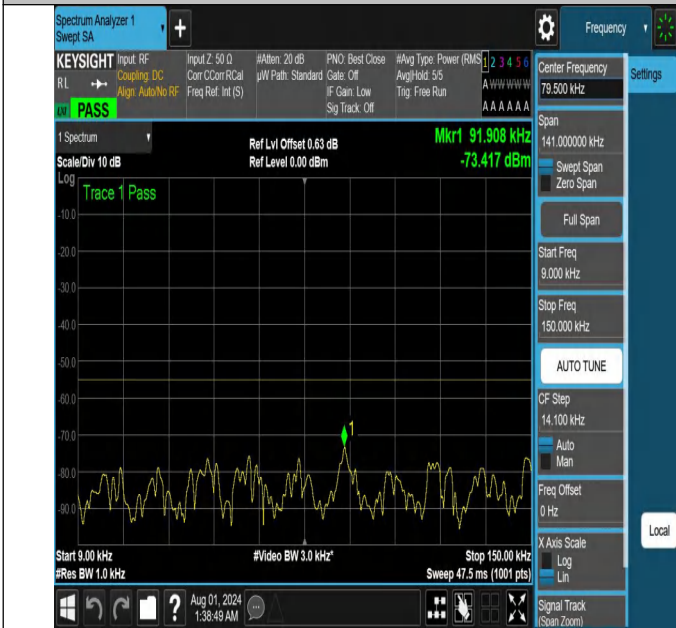 Spectrum Analyzer 1
Swept SA
Frequency
KEYSIGHT
R L
PASS
Input: RF
Coupling: DC
Align: Auto/No RF
Input Z: 50 Ω
Corr CCorr RCal
Freq Ref: Int (S)
#Atten: 20 dB
µW Path: Standard
PNO: Best Close
Gate: Off
IF Gain: Low
Sig Track: Off
#Avg Type: Power (RMS
Avg|Hold: 5/5
Trig: Free Run
1 2 3 4 5 6
A W W W W W
A A A A A A
1 Spectrum
Scale/Div 10 dB
Log
Ref Lvl Offset 0.63 dB
Ref Level 0.00 dBm
Mkr1 91.908 kHz
-73.417 dBm
Trace 1 Pass
-10.0
-20.0
-30.0
-40.0
-50.0
-60.0
-70.0
-80.0
-90.0
1
Start 9.00 kHz
#Res BW 1.0 kHz
#Video BW 3.0 kHz*
Stop 150.00 kHz
Sweep 47.5 ms (1001 pts)
Aug 01, 2024
1:38:49 AM
Center Frequency
79.500 kHz
Settings
Span
141.000000 kHz
Swept Span
Zero Span
Full Span
Start Freq
9.000 kHz
Stop Freq
150.000 kHz
AUTO TUNE
CF Step
14.100 kHz
Auto
Man
Freq Offset
0 Hz
X Axis Scale
Log
Lin
Local
Signal Track
(Span Zoom)